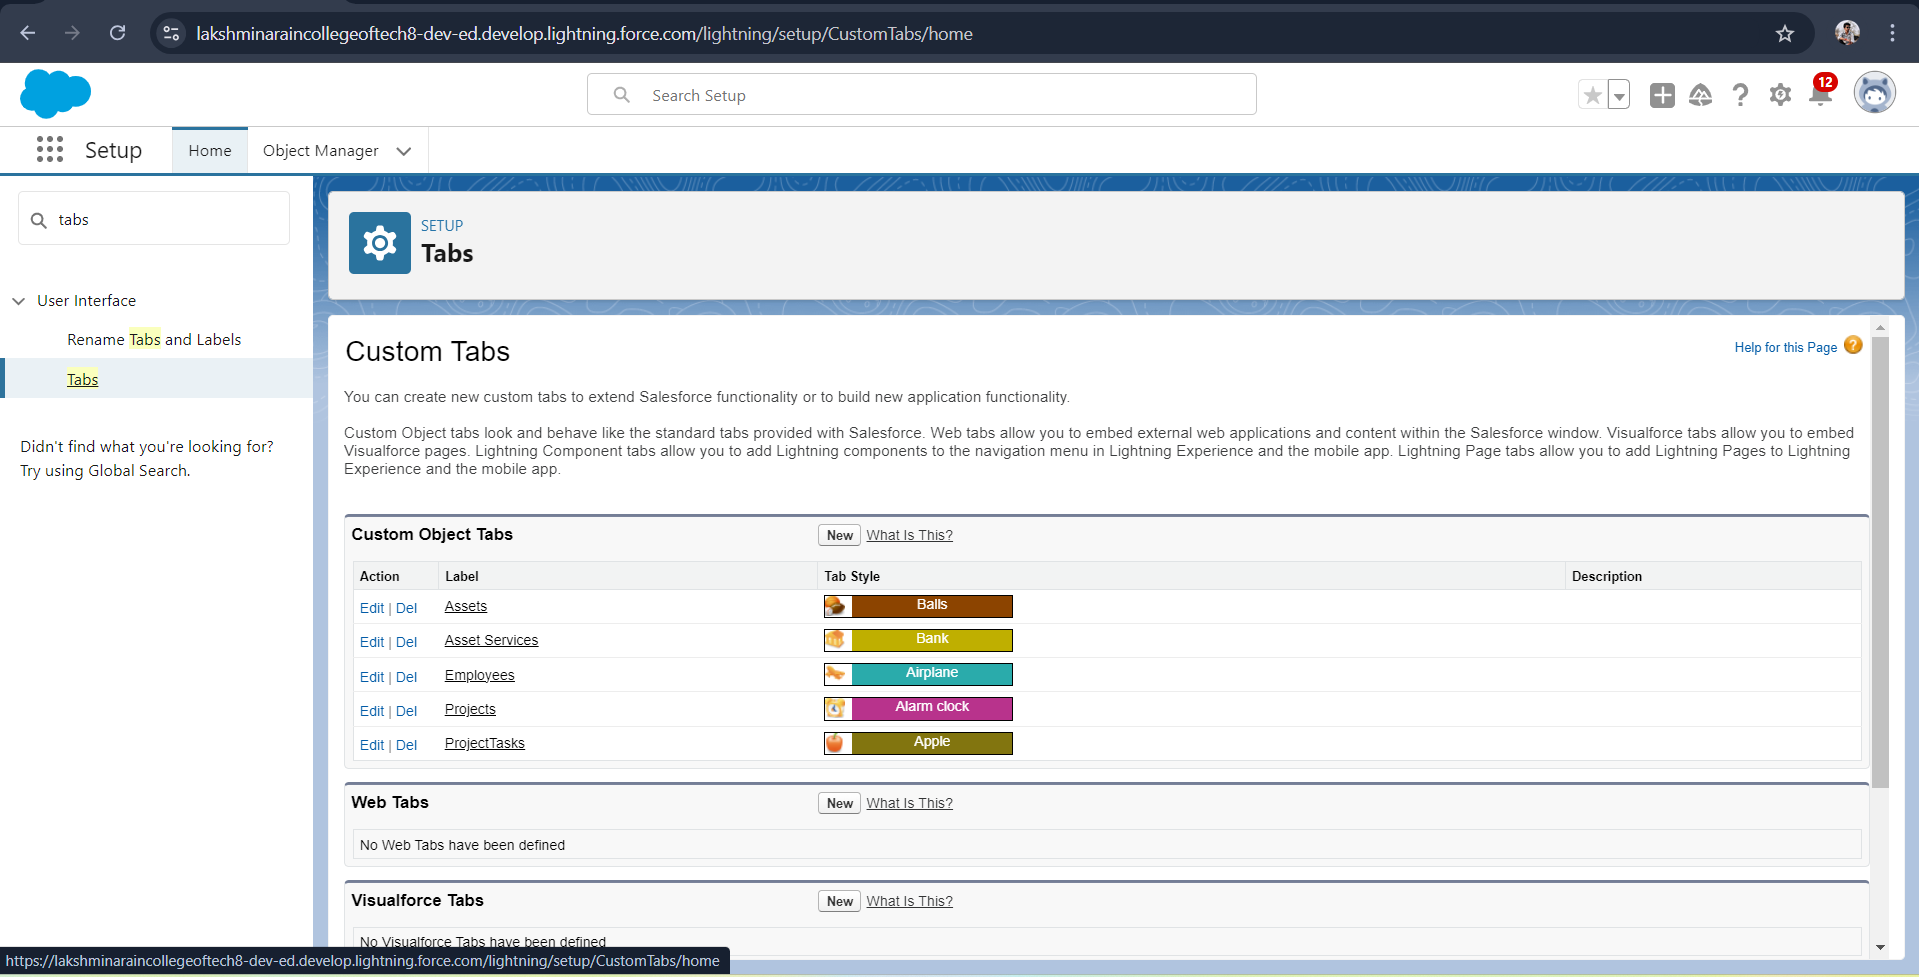 lakshminaraincollegeoftech8-dev-ed.develop.lightning.force.com/lightning/setup/CustomTabs/home
Search Setup
12
Setup
Home
Object Manager
tabs
User Interface
Rename Tabs and Labels
Tabs
Didn't find what you're looking for?
Try using Global Search.
SETUP
Tabs
Custom Tabs
Help for this Page ?
You can create new custom tabs to extend Salesforce functionality or to build new application functionality.
Custom Object tabs look and behave like the standard tabs provided with Salesforce. Web tabs allow you to embed external web applications and content within the Salesforce window. Visualforce tabs allow you to embed
Visualforce pages. Lightning Component tabs allow you to add Lightning components to the navigation menu in Lightning Experience and the mobile app. Lightning Page tabs allow you to add Lightning Pages to Lightning
Experience and the mobile app.
Custom Object Tabs New What Is This?
Action Label Tab Style Description
Edit | Del Assets Balls
Edit | Del Asset Services Bank
Edit | Del Employees Airplane
Edit | Del Projects Alarm clock
Edit | Del ProjectTasks Apple
Web Tabs New What Is This?
No Web Tabs have been defined
Visualforce Tabs New What Is This?
No Visualforce Tabs have been defined
https://lakshminaraincollegeoftech8-dev-ed.develop.lightning.force.com/lightning/setup/CustomTabs/home